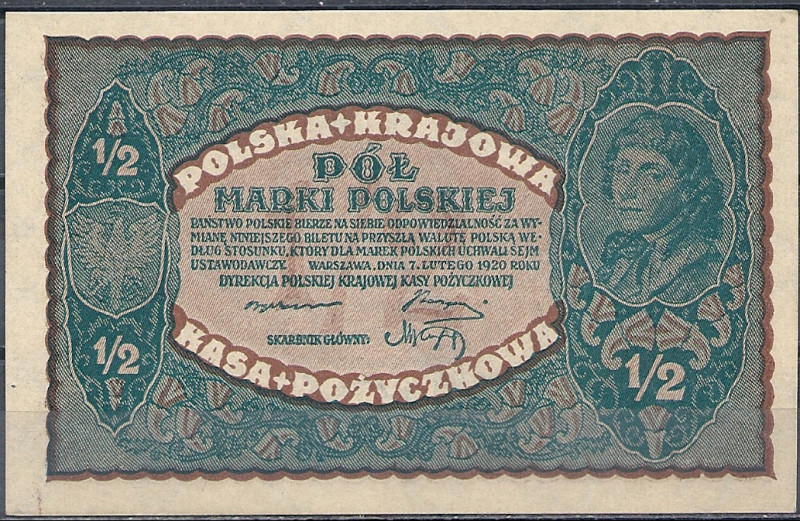 POLSKA+KRAJOWA
1/2
PÓŁ
MARKI POLSKIEJ
PAŃSTWO POLSKIE BIERZE NA SIEBIE ODPOWIEDZIALNOŚĆ ZA WY-
MIANĘ NINIEJSZEGO BILETU NA PRZYSZŁĄ WALUTĘ POLSKĄ WE-
DŁUG STOSUNKU, KTÓRY DLA MAREK POLSKICH UCHWALI SEJM
USTAWODAWCZY. WARSZAWA, DNIA 7. LUTEGO 1920 ROKU
DYREKCJA POLSKIEJ KRAJOWEJ KASY POŻYCZKOWEJ
SKARBNIK GŁÓWNY:
1/2
1/2
KASA+POŻYCZKOWA